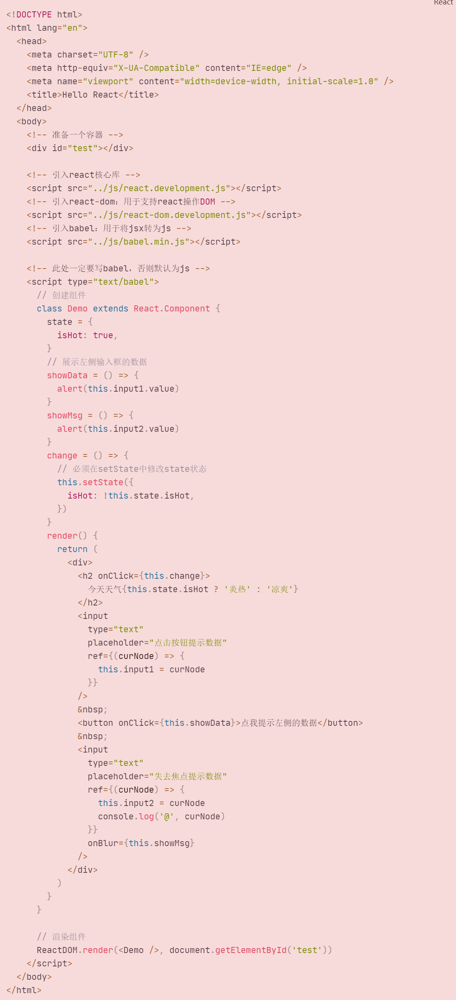 React
<!DOCTYPE html>
<html lang="en">
  <head>
    <meta charset="UTF-8" />
    <meta http-equiv="X-UA-Compatible" content="IE=edge" />
    <meta name="viewport" content="width=device-width, initial-scale=1.0" />
    <title>Hello React</title>
  </head>
  <body>
    <!-- 准备一个容器 -->
    <div id="test"></div>

    <!-- 引入react核心库 -->
    <script src="../js/react.development.js"></script>
    <!-- 引入react-dom：用于支持react操作DOM -->
    <script src="../js/react-dom.development.js"></script>
    <!-- 引入babel：用于将jsx转为js -->
    <script src="../js/babel.min.js"></script>

    <!-- 此处一定要写babel，否则默认为js -->
    <script type="text/babel">
      // 创建组件
      class Demo extends React.Component {
        state = {
          isHot: true,
        }
        // 展示左侧输入框的数据
        showData = () => {
          alert(this.input1.value)
        }
        showMsg = () => {
          alert(this.input2.value)
        }
        change = () => {
          // 必须在setState中修改state状态
          this.setState({
            isHot: !this.state.isHot,
          })
        }
        render() {
          return (
            <div>
              <h2 onClick={this.change}>
                今天天气{this.state.isHot ? '炎热' : '凉爽'}
              </h2>
              <input
                type="text"
                placeholder="点击按钮提示数据"
                ref={(curNode) => {
                  this.input1 = curNode
                }}
              />
              &nbsp;
              <button onClick={this.showData}>点我提示左侧的数据</button>
              &nbsp;
              <input
                type="text"
                placeholder="失去焦点提示数据"
                ref={(curNode) => {
                  this.input2 = curNode
                  console.log('@', curNode)
                }}
                onBlur={this.showMsg}
              />
            </div>
          )
        }
      }

      // 渲染组件
      ReactDOM.render(<Demo />, document.getElementById('test'))
    </script>
  </body>
</html>